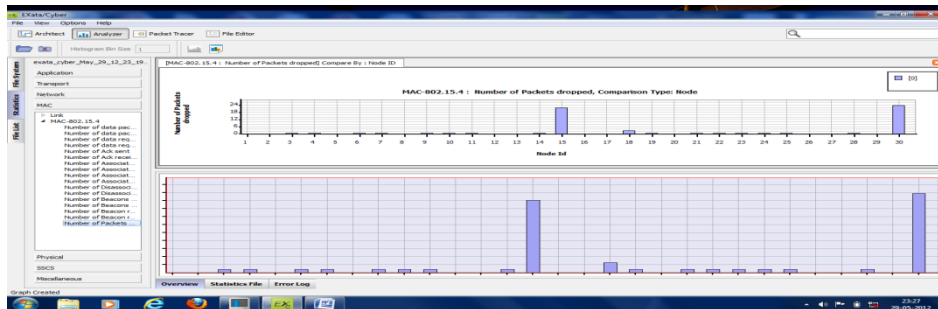 EXata/Cyber
File View Options Help
Architect Analyzer Packet Tracer File Editor
Histogram Bin Size 1
File System
Statistics
File List
exata_cyber_May_29_12_23_19..
Application
Transport
Network
MAC
Link
MAC-802.15.4
Number of data pac...
Number of data pac...
Number of data req...
Number of data req...
Number of Ack sent
Number of Ack recei...
Number of Associat...
Number of Associat...
Number of Associat...
Number of Disassoci...
Number of Disassoci...
Number of Beacons ...
Number of Beacons ...
Number of Beacon r...
Number of Beacon r...
Number of Packets ...
Physical
SSCS
Miscellaneous
Graph Created
[MAC-802.15.4 : Number of Packets dropped] Compare By : Node ID
[0]
MAC-802.15.4 : Number of Packets dropped, Comparison Type: Node
Number of Packets
dropped
24
18
12
6
0
1 2 3 4 5 6 7 8 9 10 11 12 13 14 15 16 17 18 19 20 21 22 23 24 25 26 27 28 29 30
Node Id
Overview Statistics File Error Log
23:27
29-05-2012